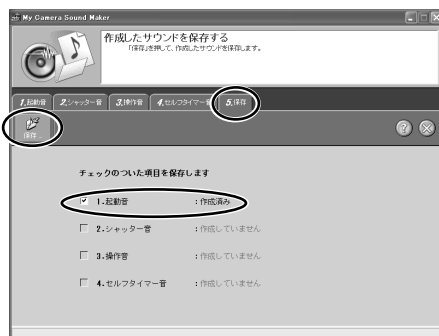 My Camera Sound Maker
作成したサウンドを保存する
「保存」を押して、作成したサウンドを保存します。
1.起動音 2.シャッター音 3.操作音 4.セルフタイマー音 5.保存
保存...
チェックのついた項目を保存します
1.起動音 :作成済み
2.シャッター音 :作成していません
3.操作音 :作成していません
4.セルフタイマー音 :作成していません